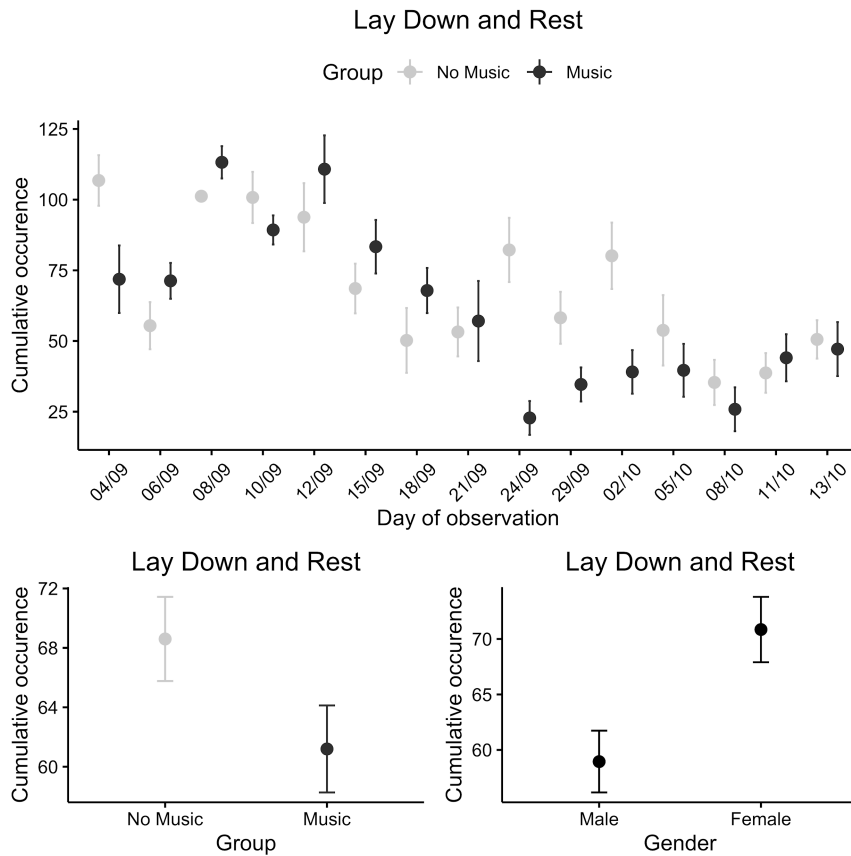 Lay Down and Rest
Group No Music Music
Cumulative occurence
125
100
75
50
25
04/09 06/09 08/09 10/09 12/09 15/09 18/09 21/09 24/09 29/09 02/10 05/10 08/10 11/10 13/10
Day of observation
Lay Down and Rest
Cumulative occurence
72
68
64
60
No Music Music
Group
Lay Down and Rest
Cumulative occurence
70
65
60
Male Female
Gender